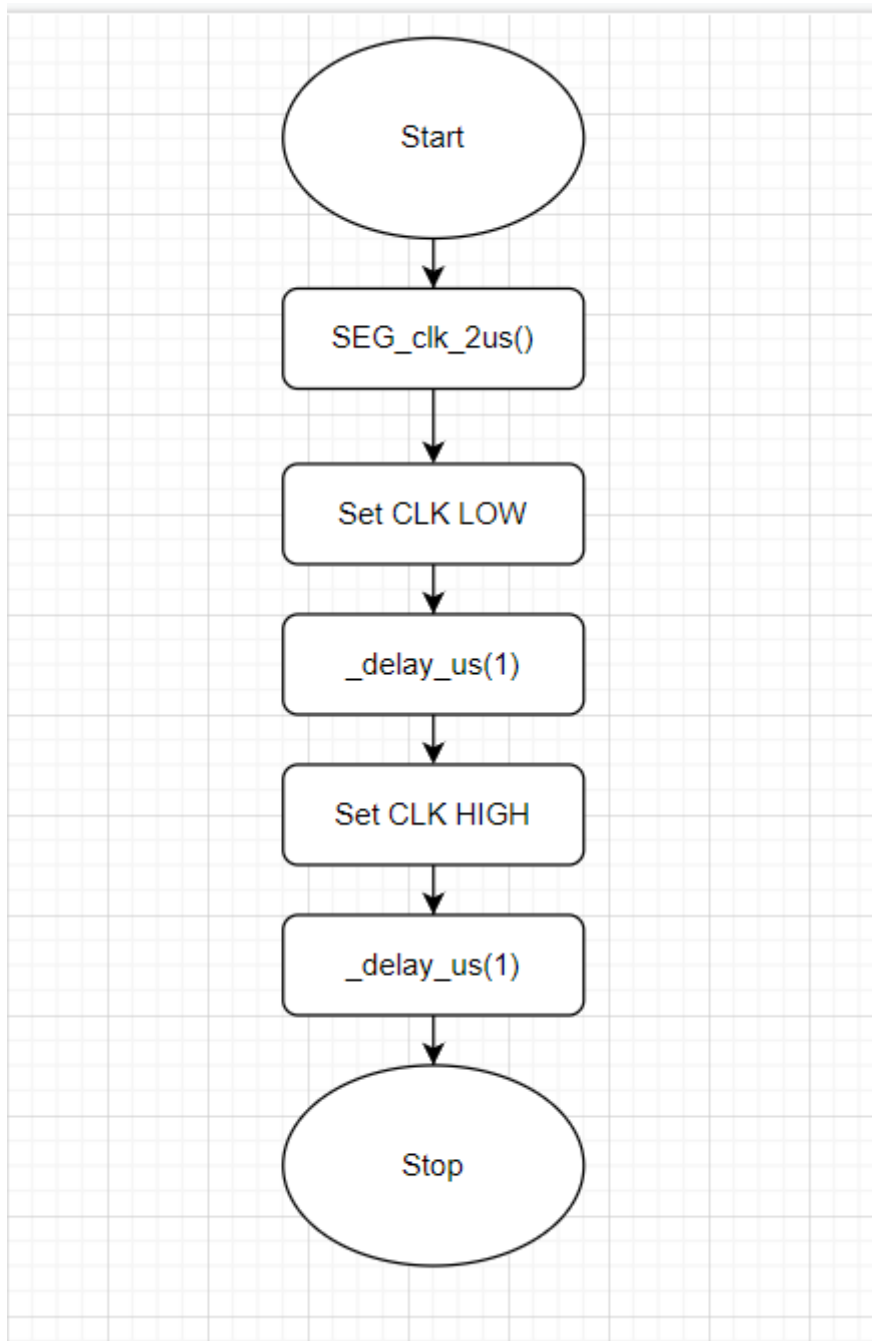 Start
SEG_clk_2us()
Set CLK LOW
_delay_us(1)
Set CLK HIGH
_delay_us(1)
Stop